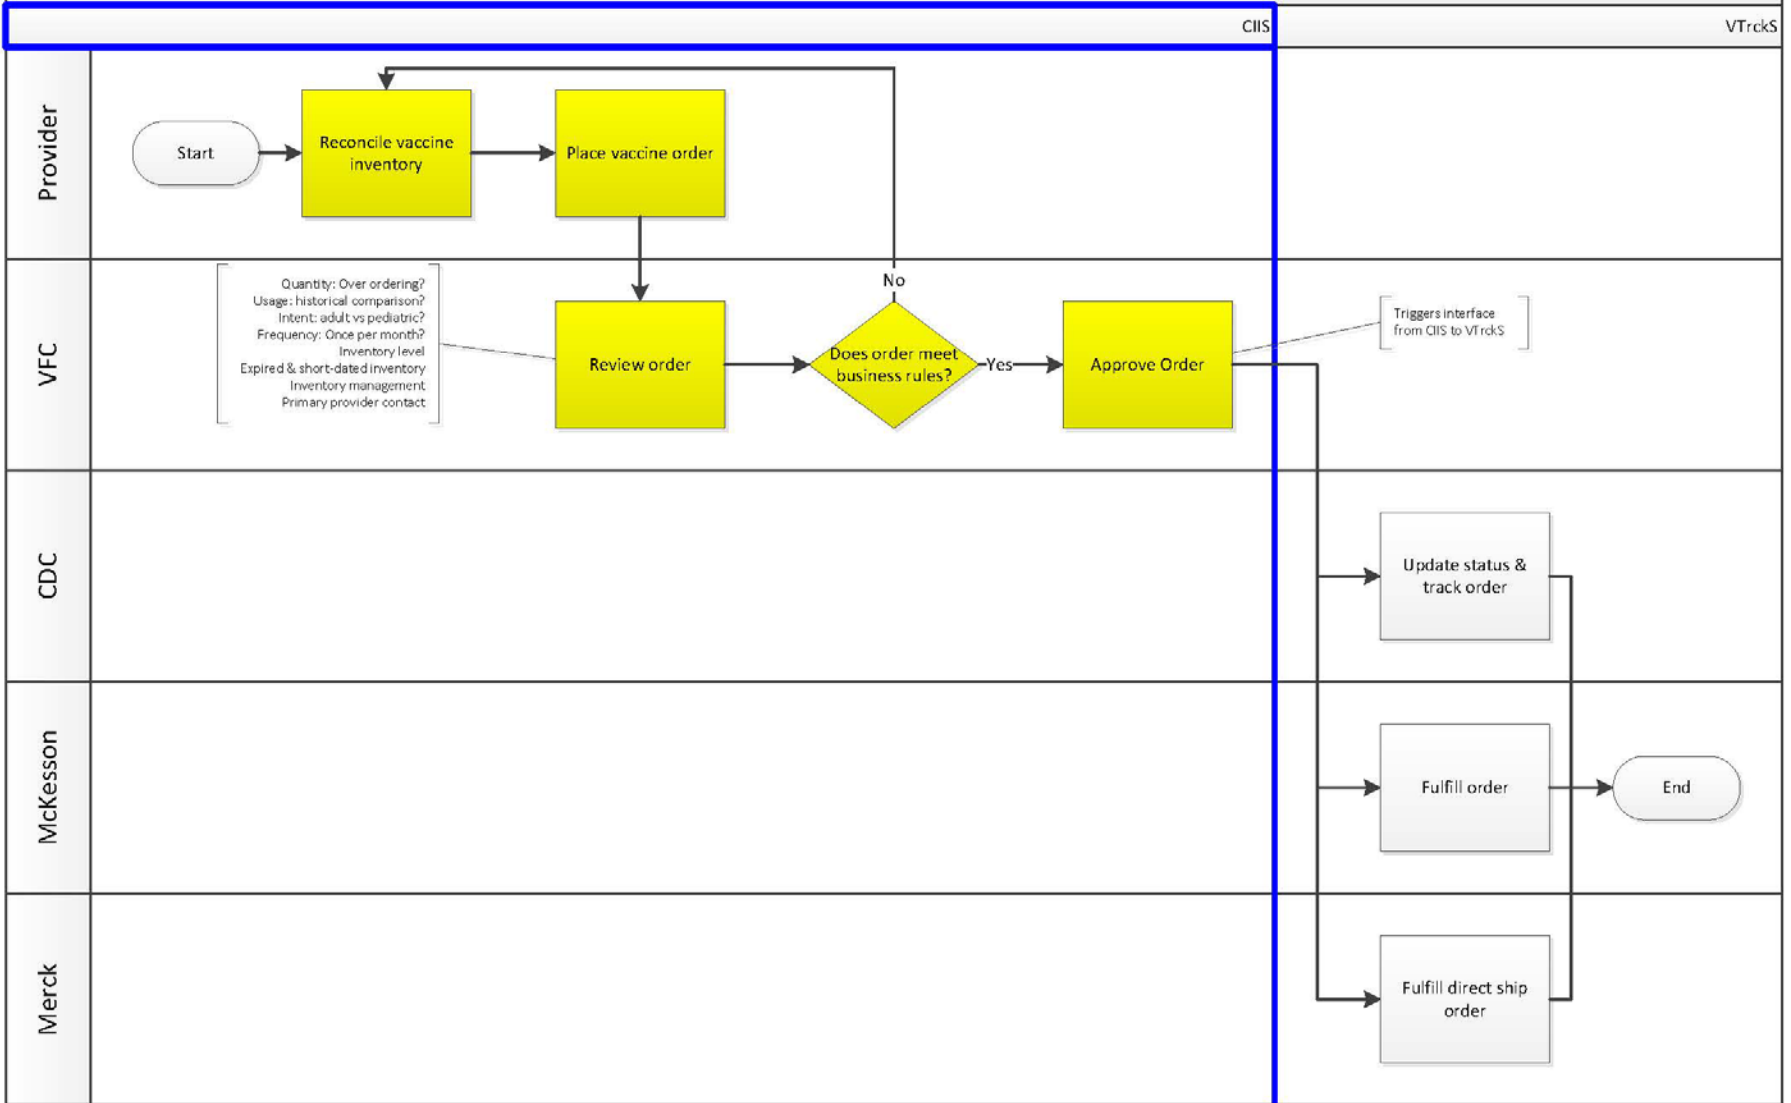 CIIS
VTrckS
Provider
Start
Reconcile vaccine
inventory
Place vaccine order
VFC
Quantity: Over ordering?
Usage: historical comparison?
Intent: adult vs pediatric?
Frequency: Once per month?
Inventory level
Expired & short-dated inventory
Inventory management
Primary provider contact
Review order
No
Does order meet
business rules?
Yes
Approve Order
Triggers interface
from CIIS to VTrckS
CDC
Update status &
track order
McKesson
Fulfill order
End
Merck
Fulfill direct ship
order